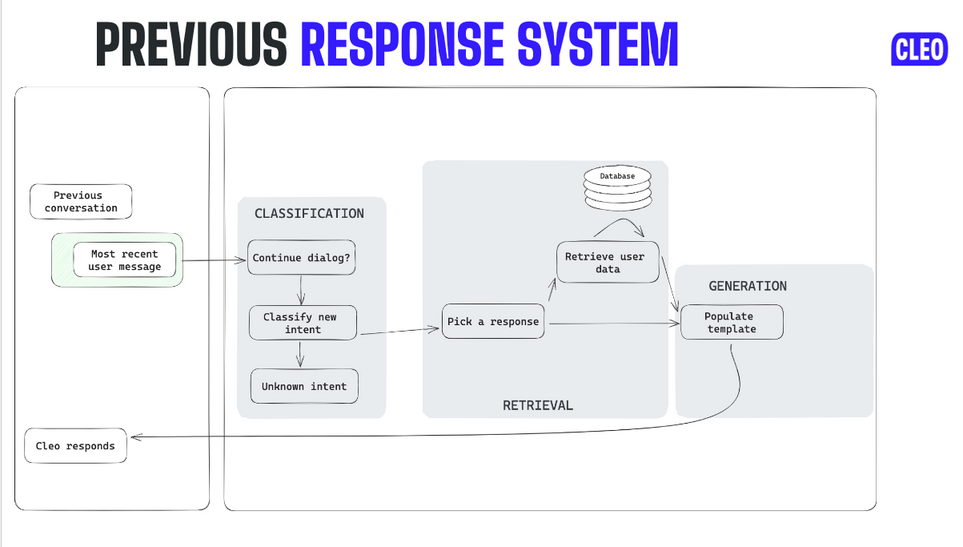 PREVIOUS RESPONSE SYSTEM
CLEO
Previous
conversation
Most recent
user message
Cleo responds
CLASSIFICATION
Continue dialog?
Classify new
intent
Unknown intent
Database
Retrieve user
data
Pick a response
RETRIEVAL
GENERATION
Populate
template